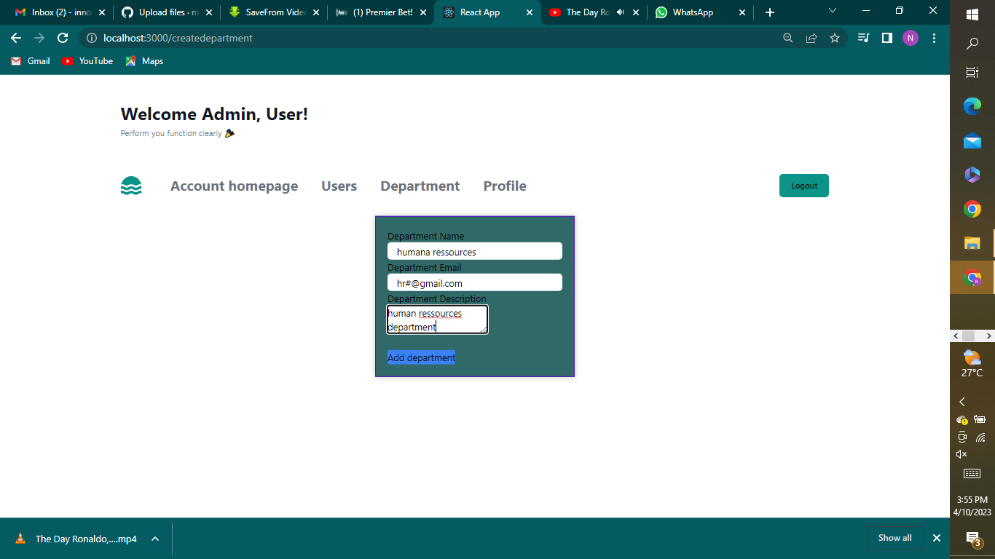 Inbox (2) - inno
Upload files · m
SaveFrom Vide
(1) Premier Bet!
React App
The Day Ro
WhatsApp
localhost:3000/createdepartment
N
Gmail
YouTube
Maps
Welcome Admin, User!
Perform you function clearly
Account homepage
Users
Department
Profile
Logout
Department Name
humana ressources
Department Email
hr#@gmail.com
Department Description
human ressources
department
Add department
27°C
3:55 PM
4/10/2023
3
The Day Ronaldo,....mp4
Show all